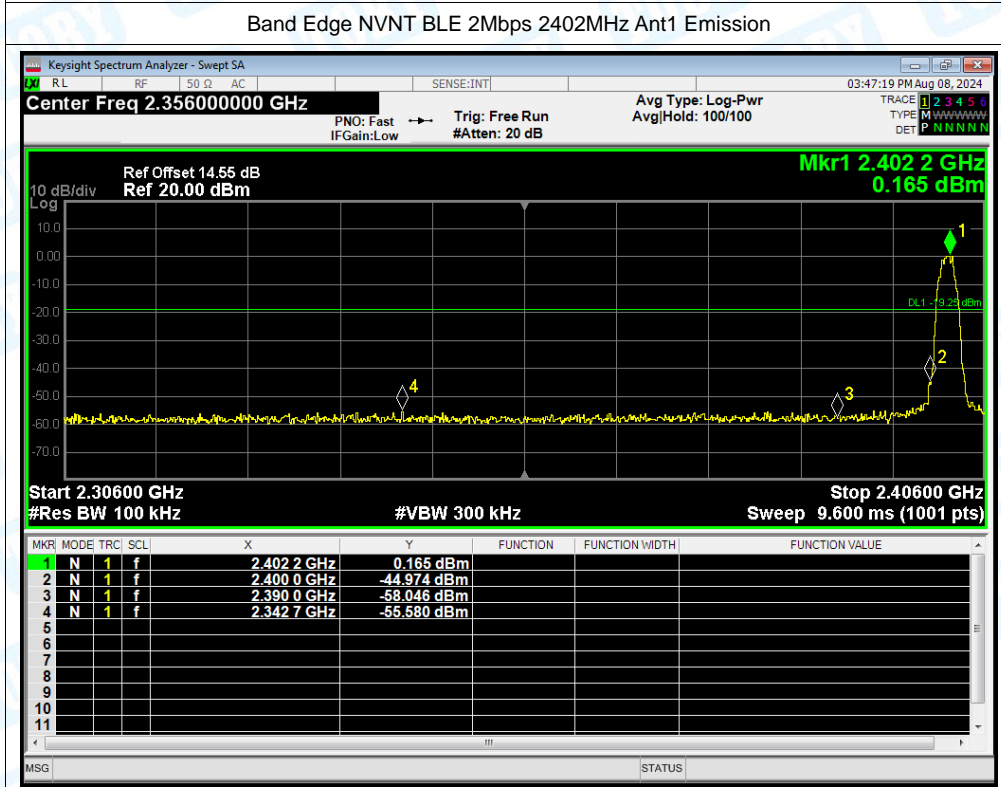 Band Edge NVNT BLE 2Mbps 2402MHz Ant1 Emission
Keysight Spectrum Analyzer - Swept SA
LXI RL RF 50 Ω AC SENSE:INT 03:47:19 PM Aug 08, 2024
Center Freq 2.356000000 GHz Avg Type: Log-Pwr TRACE 1 2 3 4 5 6
PNO: Fast Trig: Free Run Avg|Hold: 100/100 TYPE M WWWWW
IFGain:Low #Atten: 20 dB DET P N N N N N
Mkr1 2.402 2 GHz
Ref Offset 14.55 dB
10 dB/div Ref 20.00 dBm 0.165 dBm
Log
10.0
1
0.00
-10.0
DL1 -19.25 dBm
-20.0
-30.0
2
-40.0
4
3
-50.0
-60.0
-70.0
Start 2.30600 GHz Stop 2.40600 GHz
#Res BW 100 kHz #VBW 300 kHz Sweep 9.600 ms (1001 pts)
MKR MODE TRC SCL X Y FUNCTION FUNCTION WIDTH FUNCTION VALUE
1 N 1 f 2.402 2 GHz 0.165 dBm
2 N 1 f 2.400 0 GHz -44.974 dBm
3 N 1 f 2.390 0 GHz -58.046 dBm
4 N 1 f 2.342 7 GHz -55.580 dBm
5
6
7
8
9
10
11
MSG STATUS